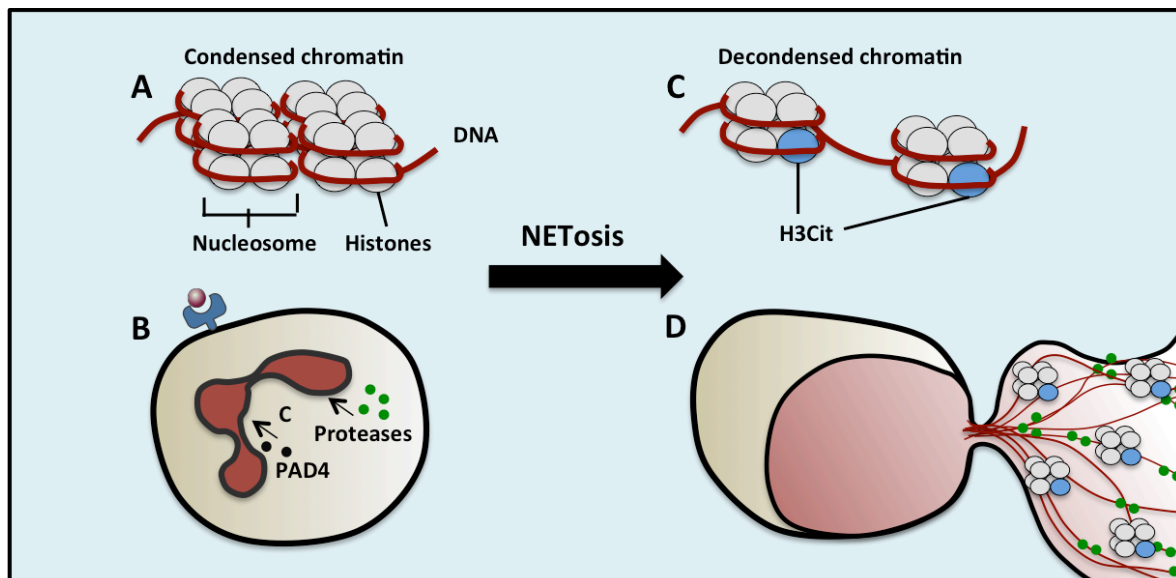 Condensed chromatin
A
DNA
Nucleosome
Histones
NETosis
Decondensed chromatin
C
H3Cit
B
C
Proteases
PAD4
D